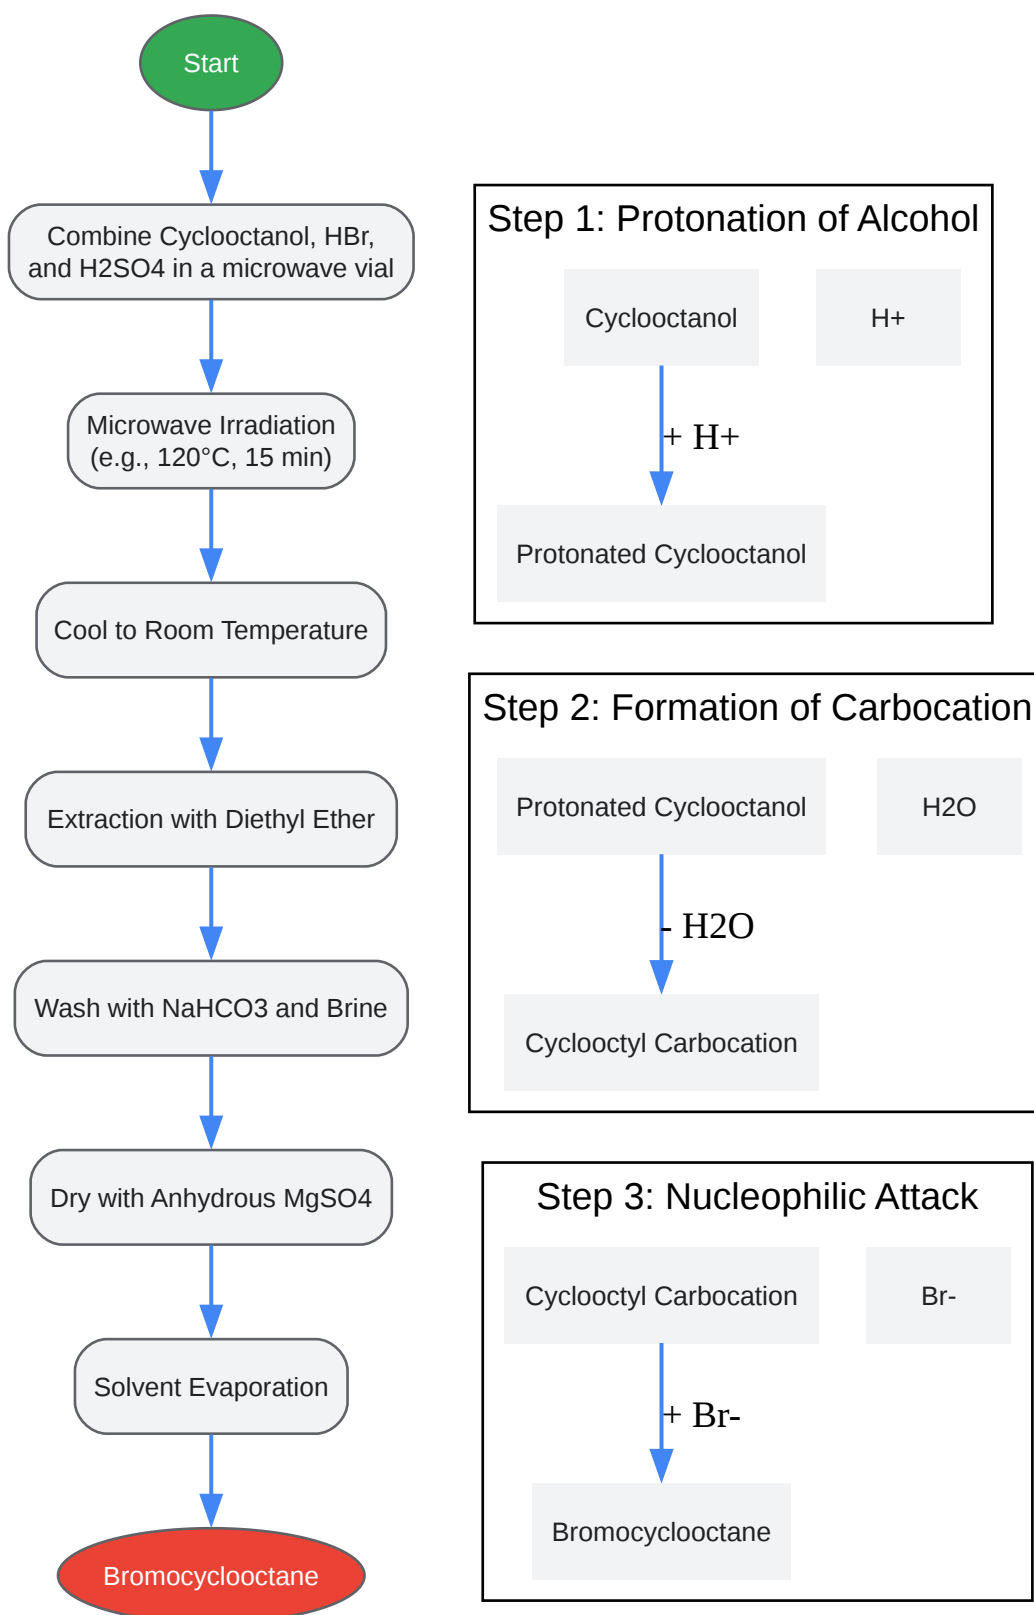 Start
Combine Cyclooctanol, HBr,
and H2SO4 in a microwave vial
Microwave Irradiation
(e.g., 120°C, 15 min)
Cool to Room Temperature
Extraction with Diethyl Ether
Wash with NaHCO3 and Brine
Dry with Anhydrous MgSO4
Solvent Evaporation
Bromocyclooctane
Step 1: Protonation of Alcohol
Cyclooctanol
H+
+ H+
Protonated Cyclooctanol
Step 2: Formation of Carbocation
Protonated Cyclooctanol
H2O
- H2O
Cyclooctyl Carbocation
Step 3: Nucleophilic Attack
Cyclooctyl Carbocation
Br-
+ Br-
Bromocyclooctane